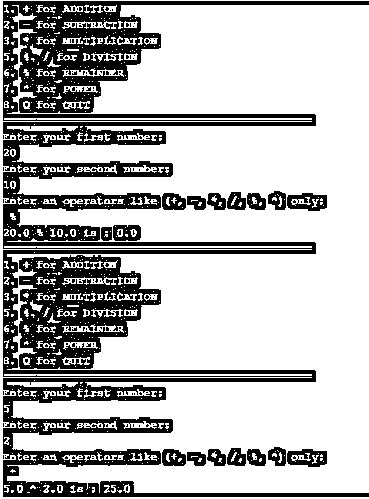 1. + for ADDITION
2. - for SUBTRACTION
3. * for MULTIPLICATION
5. (/ for DIVISION
6. % for REMAINDER
7. ^ for POWER
8. Q for QUIT
Enter your first number:
20
Enter your second number:
10
Enter an operators like (+, -, *, /, %, ^) only:
%
20.0 % 10.0 is : 0.0
1. + for ADDITION
2. - for SUBTRACTION
3. * for MULTIPLICATION
5. (/ for DIVISION
6. % for REMAINDER
7. ^ for POWER
8. Q for QUIT
Enter your first number:
5
Enter your second number:
2
Enter an operators like (+, -, *, /, %, ^) only:
^
5.0 ^ 2.0 is : 25.0